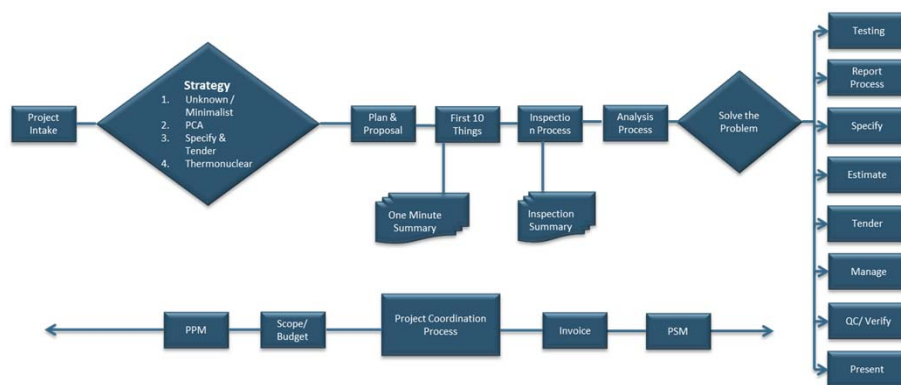 Project
Intake
Strategy
1. Unknown /
Minimalist
2. PCA
3. Specify &
Tender
4. Thermonuclear
Plan &
Proposal
First 10
Things
Inspectio
n Process
Analysis
Process
Solve the
Problem
One Minute
Summary
Inspection
Summary
Testing
Report
Process
Specify
Estimate
Tender
Manage
QC/ Verify
Present
PPM
Scope/
Budget
Project Coordination
Process
Invoice
PSM